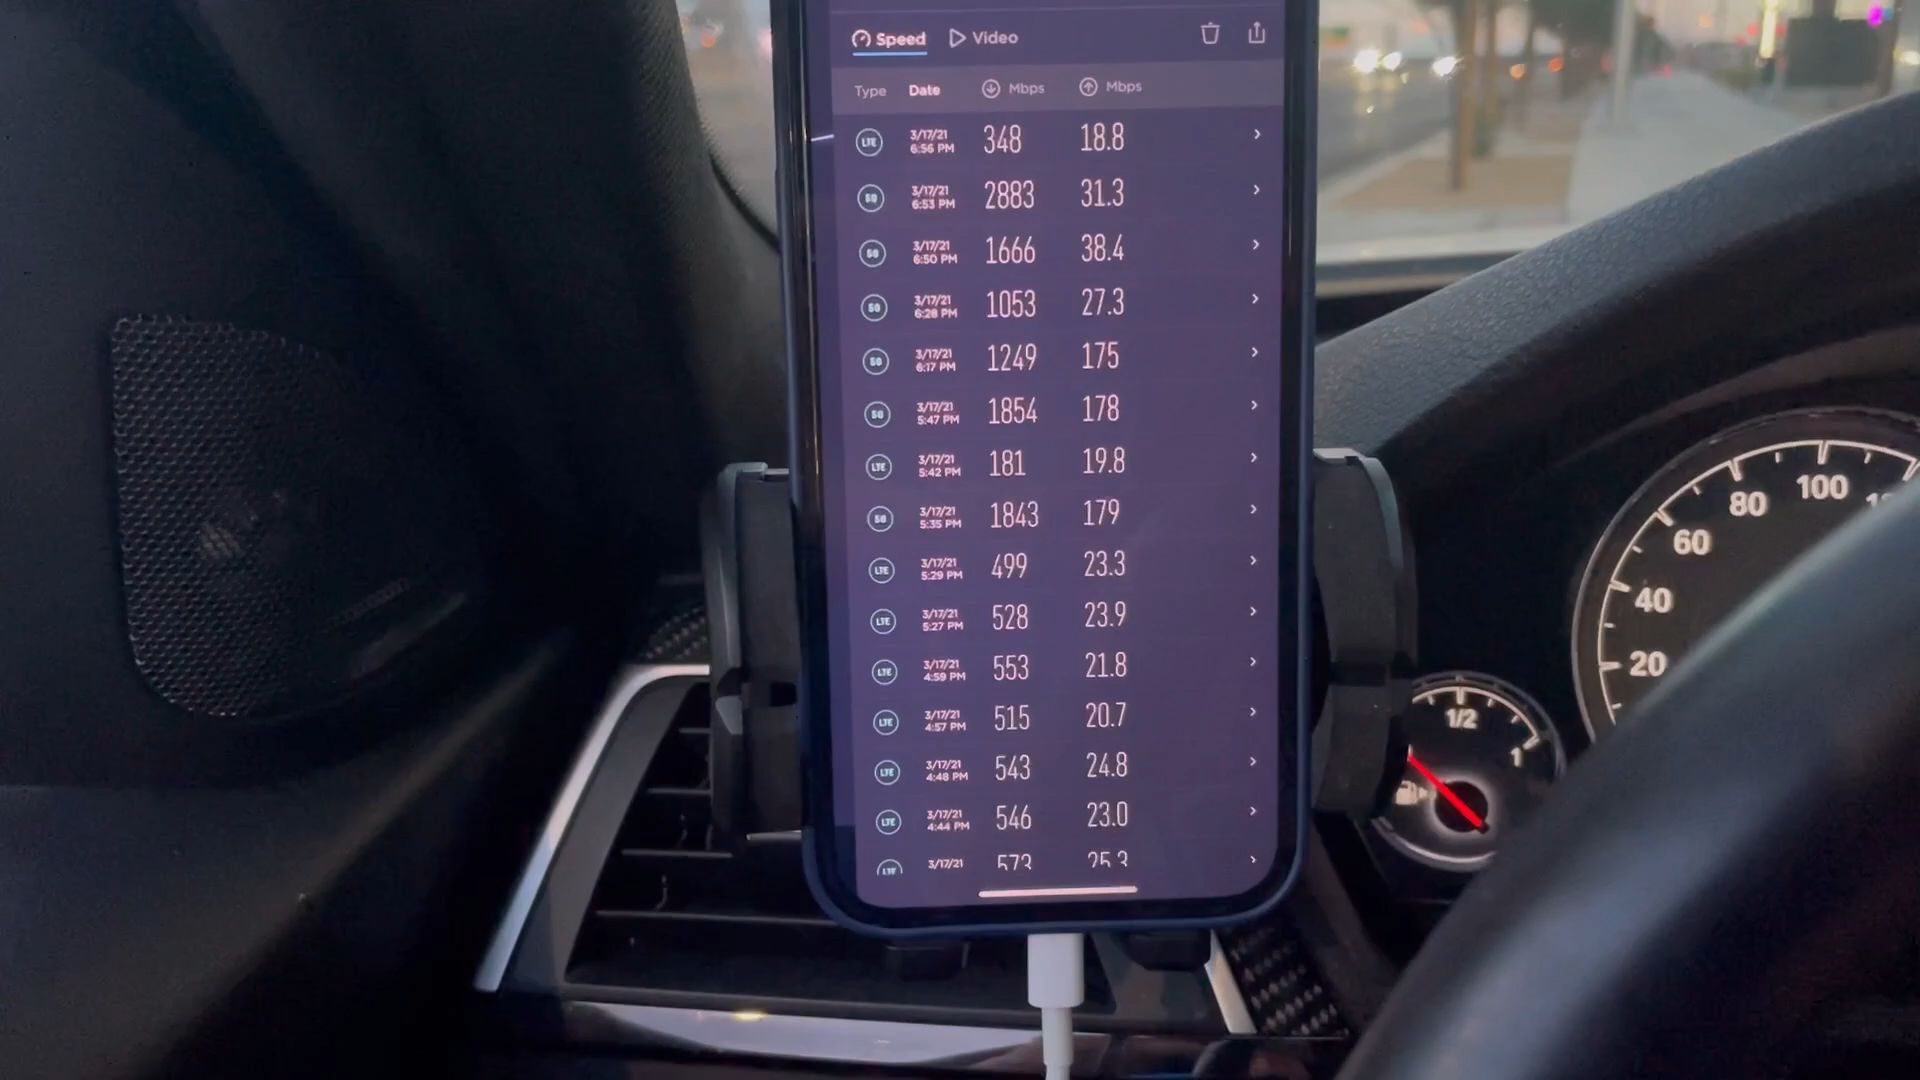 Speed Video
Type Date Mbps Mbps
LTE 3/17/21 6:56 PM 348 18.8
5G 3/17/21 6:53 PM 2883 31.3
5G 3/17/21 6:50 PM 1666 38.4
5G 3/17/21 6:28 PM 1053 27.3
5G 3/17/21 6:17 PM 1249 175
5G 3/17/21 5:47 PM 1854 178
LTE 3/17/21 5:42 PM 181 19.8
5G 3/17/21 5:35 PM 1843 179
LTE 3/17/21 5:29 PM 499 23.3
LTE 3/17/21 5:27 PM 528 23.9
LTE 3/17/21 4:59 PM 553 21.8
LTE 3/17/21 4:57 PM 515 20.7
LTE 3/17/21 4:48 PM 543 24.8
LTE 3/17/21 4:44 PM 546 23.0
LTE 3/17/21 573 25.3
20 40 60 80 100
1/2 1